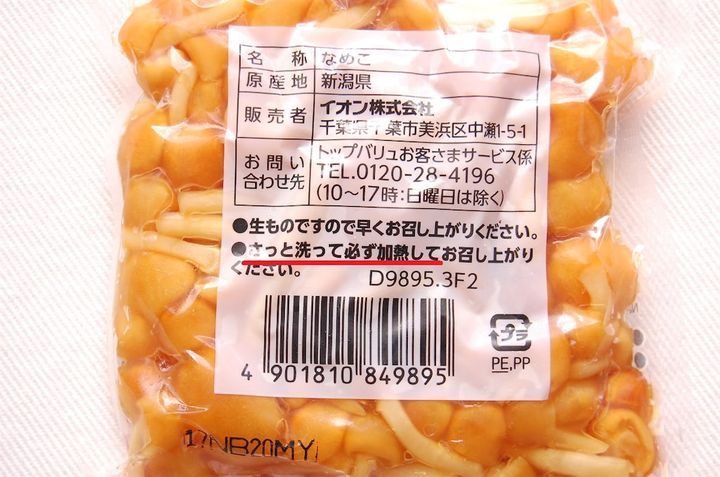 名称 なめこ
原産地 新潟県
販売者 イオン株式会社
千葉県千葉市美浜区中瀬1-5-1
お問い合わせ先 トップバリュお客さまサービス係
TEL.0120-28-4196
(10〜17時:日曜日は除く)
●生ものですので早くお召し上がりください。
●さっと洗って必ず加熱してお召し上がり
ください。
D9895.3F2
4 901810 849895
プラ
PE,PP
17NB20MY